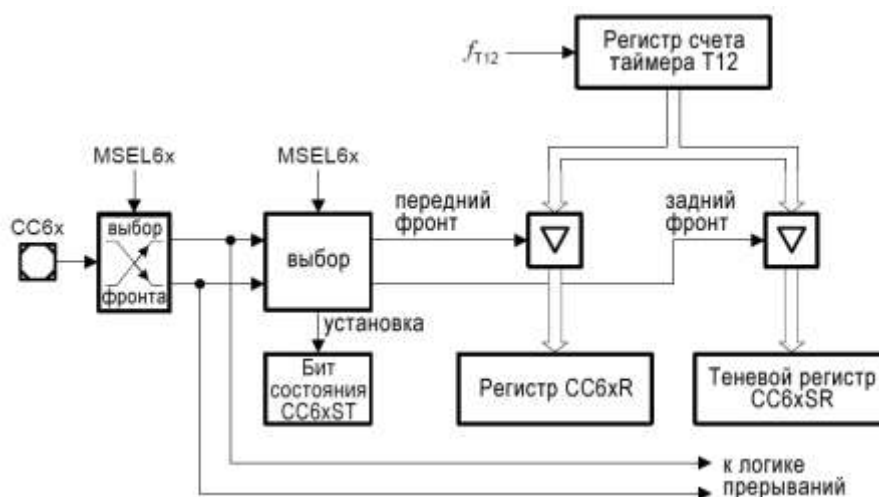 Регистр счета
таймера T12
fT12
MSEL6x
MSEL6x
CC6x
выбор
фронта
выбор
передний
фронт
задний
фронт
установка
Бит
состояния
CC6xST
Регистр CC6xR
Теневой регистр
CC6xSR
к логике
прерываний